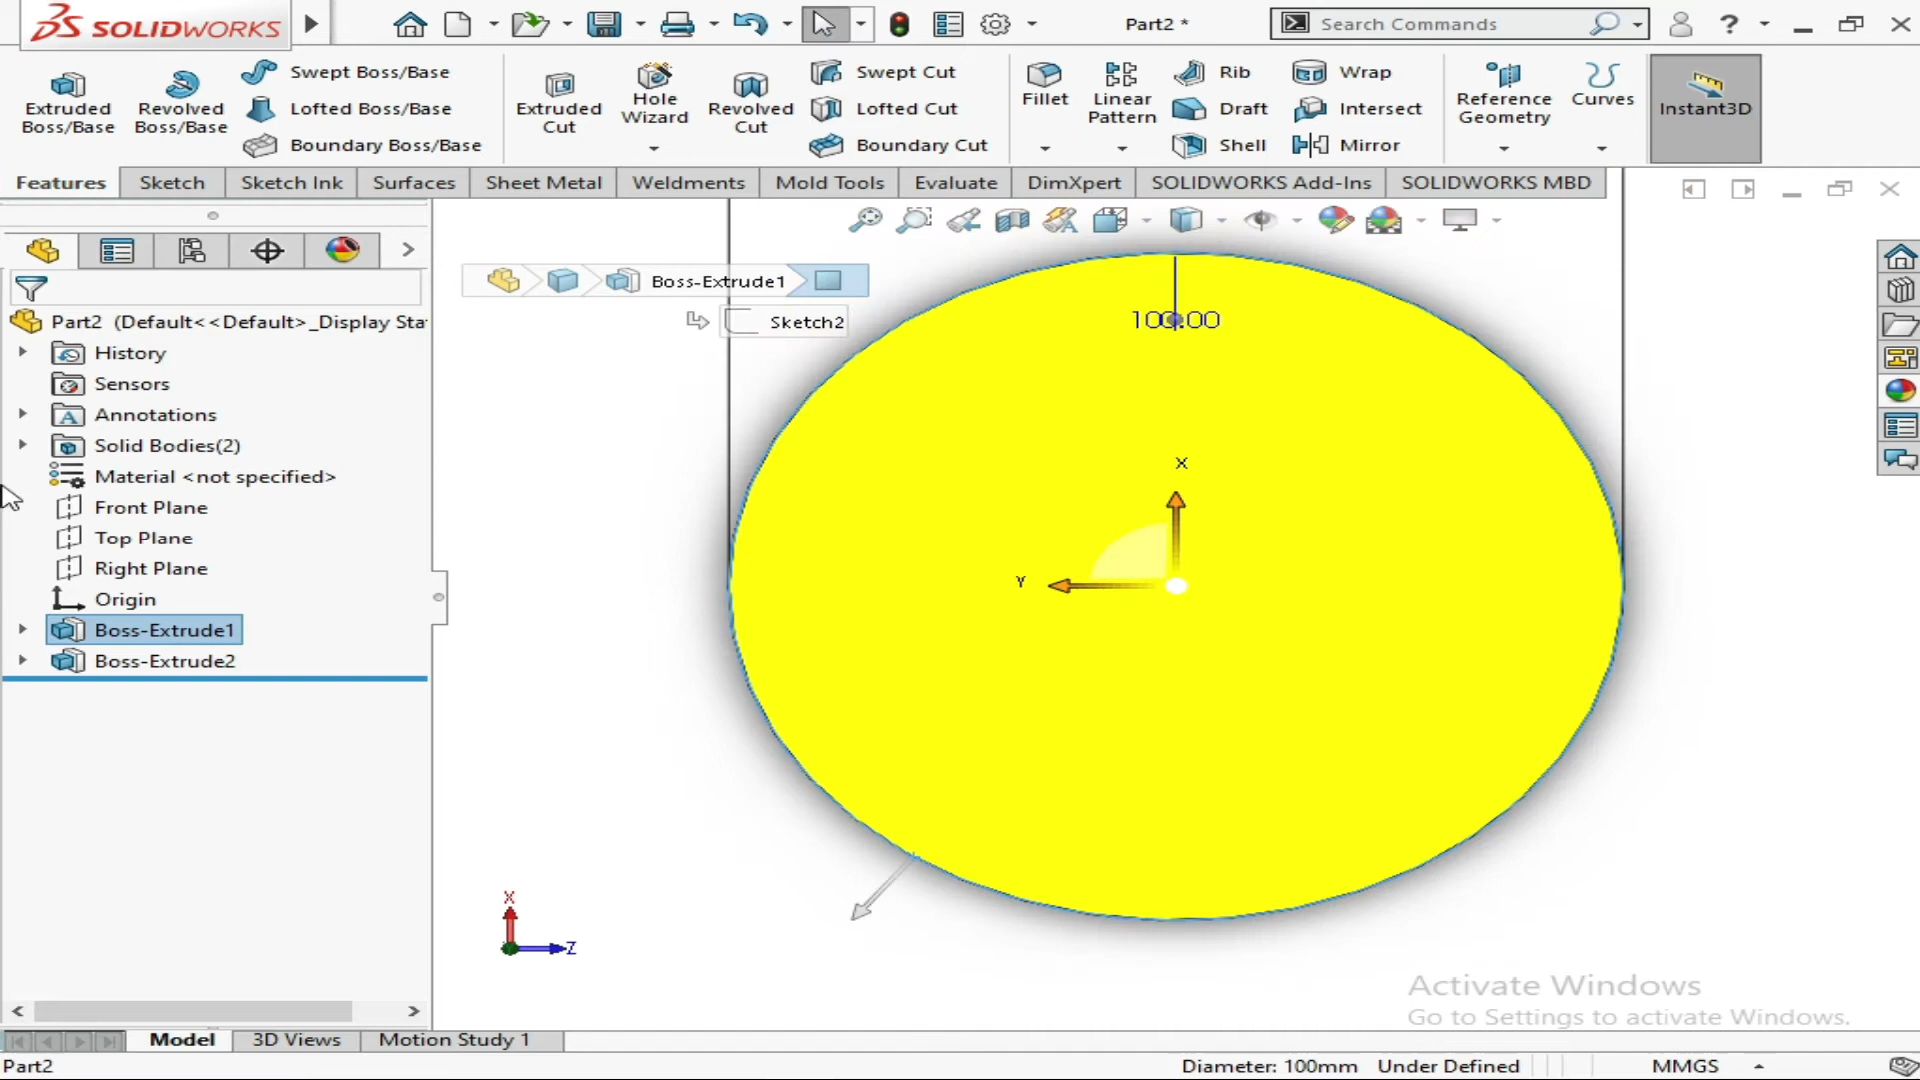 SOLIDWORKS
Part2 *
Search Commands
?
Extruded Boss/Base
Revolved Boss/Base
Swept Boss/Base
Lofted Boss/Base
Boundary Boss/Base
Extruded Cut
Hole Wizard
Revolved Cut
Swept Cut
Lofted Cut
Boundary Cut
Fillet
Linear Pattern
Rib
Draft
Shell
Wrap
Intersect
Mirror
Reference Geometry
Curves
Instant3D
Features
Sketch
Sketch Ink
Surfaces
Sheet Metal
Weldments
Mold Tools
Evaluate
DimXpert
SOLIDWORKS Add-Ins
SOLIDWORKS MBD
Boss-Extrude1
Sketch2
Part2 (Default<<Default>_Display Sta
History
Sensors
Annotations
Solid Bodies(2)
Material <not specified>
Front Plane
Top Plane
Right Plane
Origin
Boss-Extrude1
Boss-Extrude2
100.00
X
Y
X
Z
Activate Windows
Go to Settings to activate Windows.
Model
3D Views
Motion Study 1
Part2
Diameter: 100mm
Under Defined
MMGS